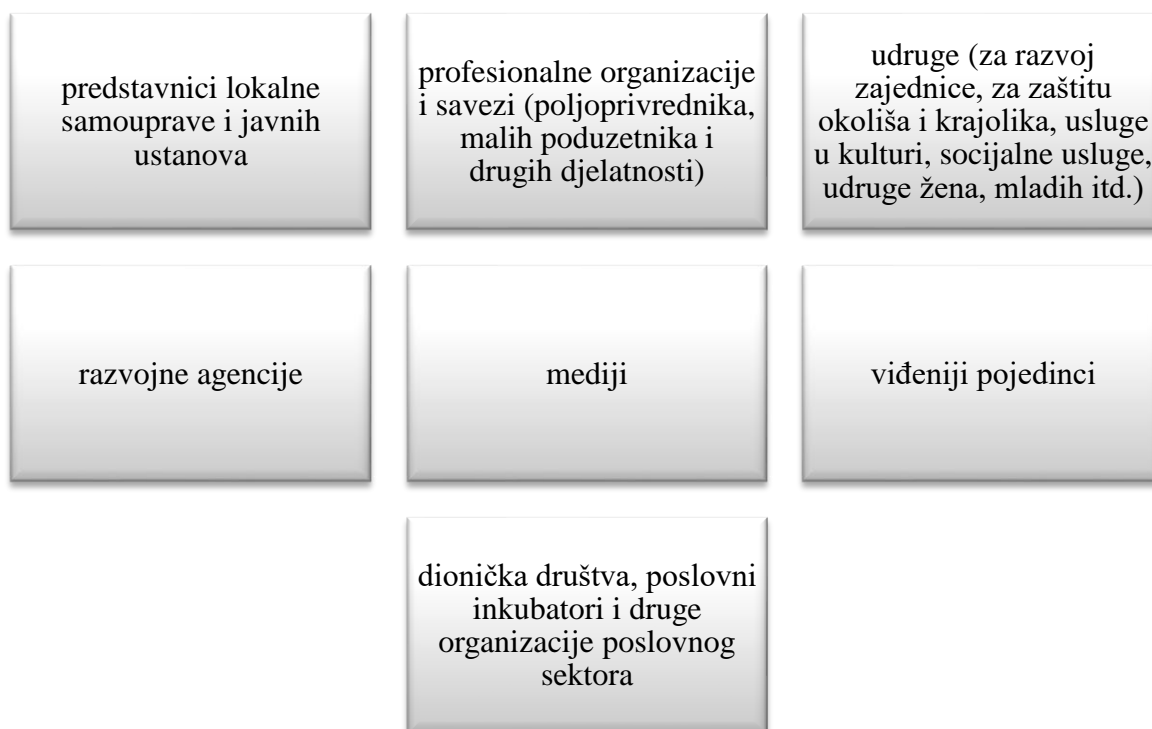 predstavnici lokalne
samouprave i javnih
ustanova
profesionalne organizacije
i savezi (poljoprivrednika,
malih poduzetnika i
drugih djelatnosti)
udruge (za razvoj
zajednice, za zaštitu
okoliša i krajolika, usluge
u kulturi, socijalne usluge,
udruge žena, mladih itd.)
razvojne agencije
mediji
viđeniji pojedinci
dionička društva, poslovni
inkubatori i druge
organizacije poslovnog
sektora